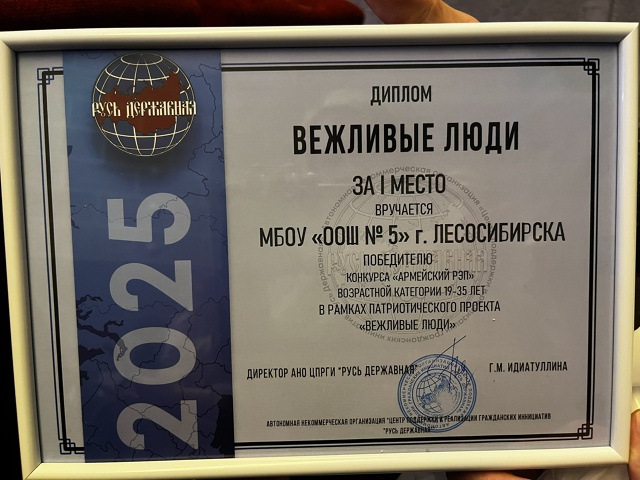 РУСЬ ДЕРЖАВНАЯ
2025
ДИПЛОМ
ВЕЖЛИВЫЕ ЛЮДИ
ЗА I МЕСТО
ВРУЧАЕТСЯ
МБОУ «ООШ № 5» г. ЛЕСОСИБИРСКА
ПОБЕДИТЕЛЮ
КОНКУРСА «АРМЕЙСКИЙ РЭП»
ВОЗРАСТНОЙ КАТЕГОРИИ 19-35 ЛЕТ
В РАМКАХ ПАТРИОТИЧЕСКОГО ПРОЕКТА
«ВЕЖЛИВЫЕ ЛЮДИ»
ДИРЕКТОР АНО ЦПРГИ "РУСЬ ДЕРЖАВНАЯ" Г.М. ИДИАТУЛЛИНА
АВТОНОМНАЯ НЕКОММЕРЧЕСКАЯ ОРГАНИЗАЦИЯ "ЦЕНТР ПОДДЕРЖКИ И РЕАЛИЗАЦИИ ГРАЖДАНСКИХ ИННИЦИАТИВ
"РУСЬ ДЕРЖАВНАЯ"